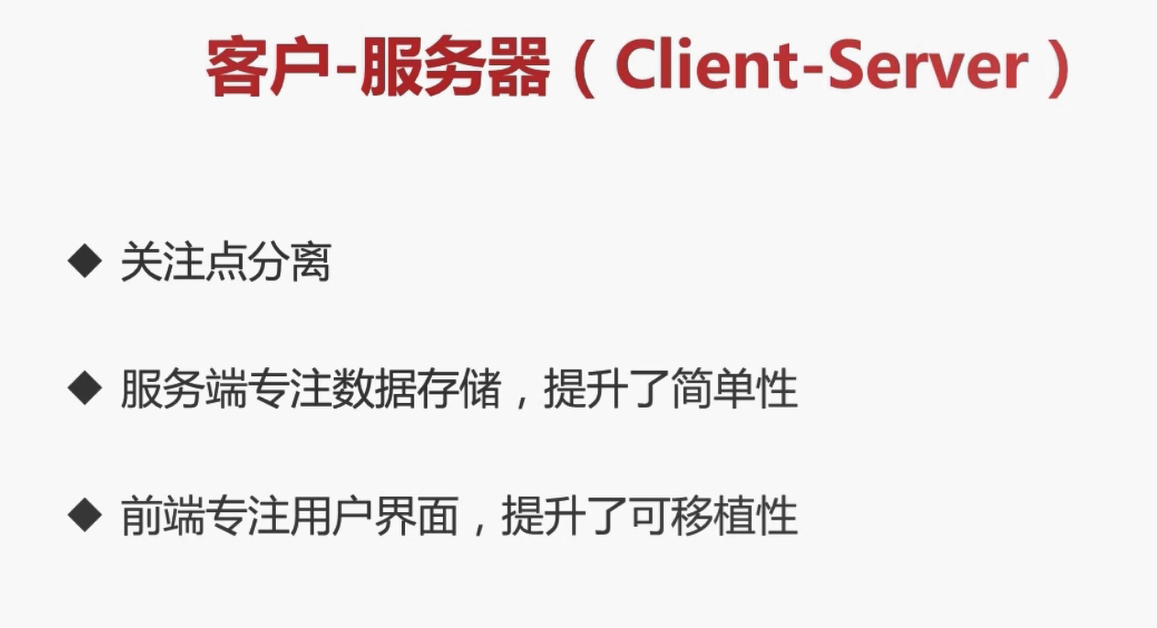 客户-服务器（Client-Server）
◆ 关注点分离
◆ 服务端专注数据存储，提升了简单性
◆ 前端专注用户界面，提升了可移植性